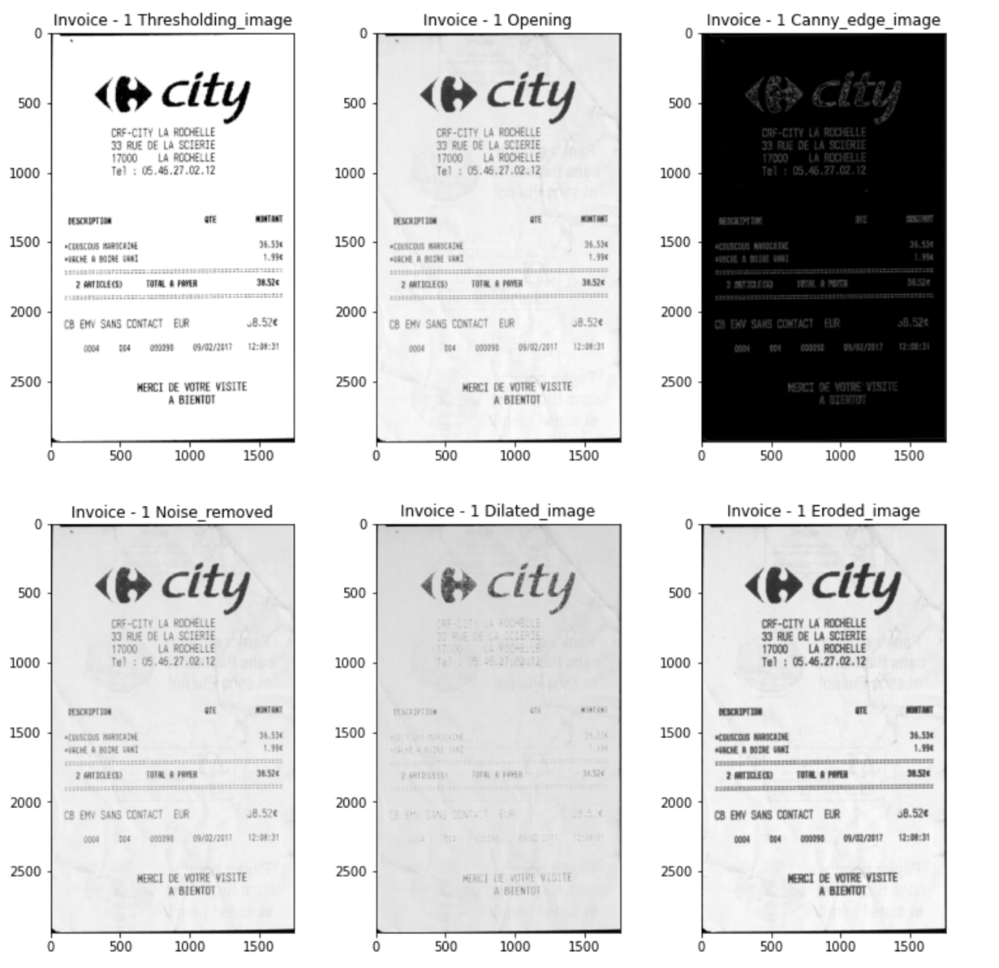 Invoice - 1 Thresholding_image
0
500
1000
1500
2000
2500
0 500 1000 1500
city
CRF-CITY LA ROCHELLE
33 RUE DE LA SCIERIE
17000 LA ROCHELLE
Tel : 05.46.27.02.12
DESCRIPTION QTE MONTANT
*COUSCOUS MAROCAINE 36.53€
*VACHE A BOIRE VANI 1.99€
2 ARTICLE(S) TOTAL A PAYER 38.52€
CB EMV SANS CONTACT EUR 38.52€
0004 004 000090 09/02/2017 12:08:31
MERCI DE VOTRE VISITE
A BIENTOT
Invoice - 1 Opening
0
500
1000
1500
2000
2500
0 500 1000 1500
city
CRF-CITY LA ROCHELLE
33 RUE DE LA SCIERIE
17000 LA ROCHELLE
Tel : 05.46.27.02.12
DESCRIPTION QTE MONTANT
*COUSCOUS MAROCAINE 36.53€
*VACHE A BOIRE VANI 1.99€
2 ARTICLE(S) TOTAL A PAYER 38.52€
CB EMV SANS CONTACT EUR 38.52€
0004 004 000090 09/02/2017 12:08:31
MERCI DE VOTRE VISITE
A BIENTOT
Invoice - 1 Canny_edge_image
0
500
1000
1500
2000
2500
0 500 1000 1500
city
CRF-CITY LA ROCHELLE
33 RUE DE LA SCIERIE
17000 LA ROCHELLE
Tel : 05.46.27.02.12
DESCRIPTION QTE MONTANT
*COUSCOUS MAROCAINE 36.53€
*VACHE A BOIRE VANI 1.99€
2 ARTICLE(S) TOTAL A PAYER 38.52€
CB EMV SANS CONTACT EUR 38.52€
0004 004 000090 09/02/2017 12:08:31
MERCI DE VOTRE VISITE
A BIENTOT
Invoice - 1 Noise_removed
0
500
1000
1500
2000
2500
0 500 1000 1500
city
CRF-CITY LA ROCHELLE
33 RUE DE LA SCIERIE
17000 LA ROCHELLE
Tel : 05.46.27.02.12
DESCRIPTION QTE MONTANT
*COUSCOUS MAROCAINE 36.53€
*VACHE A BOIRE VANI 1.99€
2 ARTICLE(S) TOTAL A PAYER 38.52€
CB EMV SANS CONTACT EUR 38.52€
0004 004 000090 09/02/2017 12:08:31
MERCI DE VOTRE VISITE
A BIENTOT
Invoice - 1 Dilated_image
0
500
1000
1500
2000
2500
0 500 1000 1500
city
CRF-CITY LA ROCHELLE
33 RUE DE LA SCIERIE
17000 LA ROCHELLE
Tel : 05.46.27.02.12
DESCRIPTION QTE MONTANT
*COUSCOUS MAROCAINE 36.53€
*VACHE A BOIRE VANI 1.99€
2 ARTICLE(S) TOTAL A PAYER 38.52€
CB EMV SANS CONTACT EUR 38.52€
0004 004 000090 09/02/2017 12:08:31
MERCI DE VOTRE VISITE
A BIENTOT
Invoice - 1 Eroded_image
0
500
1000
1500
2000
2500
0 500 1000 1500
city
CRF-CITY LA ROCHELLE
33 RUE DE LA SCIERIE
17000 LA ROCHELLE
Tel : 05.46.27.02.12
DESCRIPTION QTE MONTANT
*COUSCOUS MAROCAINE 36.53€
*VACHE A BOIRE VANI 1.99€
2 ARTICLE(S) TOTAL A PAYER 38.52€
CB EMV SANS CONTACT EUR 38.52€
0004 004 000090 09/02/2017 12:08:31
MERCI DE VOTRE VISITE
A BIENTOT